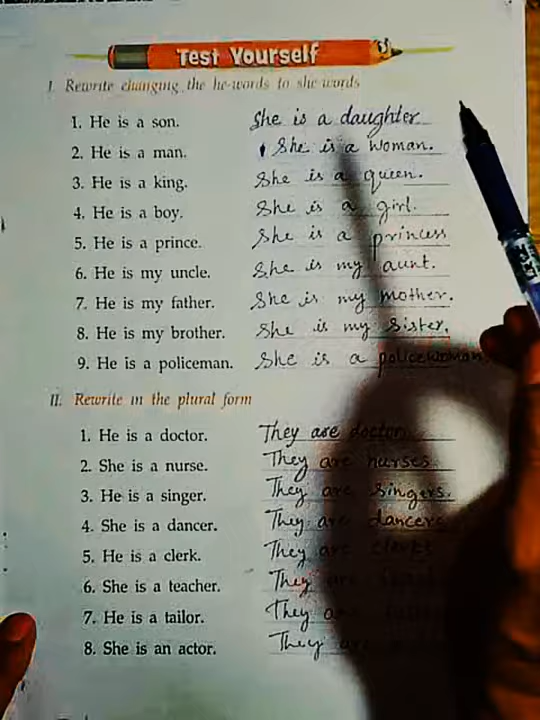 Test Yourself
I. Rewrite changing the he-words to she words
1. He is a son. She is a daughter
2. He is a man. She is a woman.
3. He is a king. She is a queen.
4. He is a boy. She is a girl.
5. He is a prince. She is a princess
6. He is my uncle. She is my aunt.
7. He is my father. She is my mother.
8. He is my brother. She is my sister.
9. He is a policeman. She is a policewoman
II. Rewrite in the plural form
1. He is a doctor. They are doctor
2. She is a nurse. They are nurses.
3. He is a singer. They are singers.
4. She is a dancer. They are dancers
5. He is a clerk. They are clerks
6. She is a teacher. They are
7. He is a tailor. They are
8. She is an actor. They are